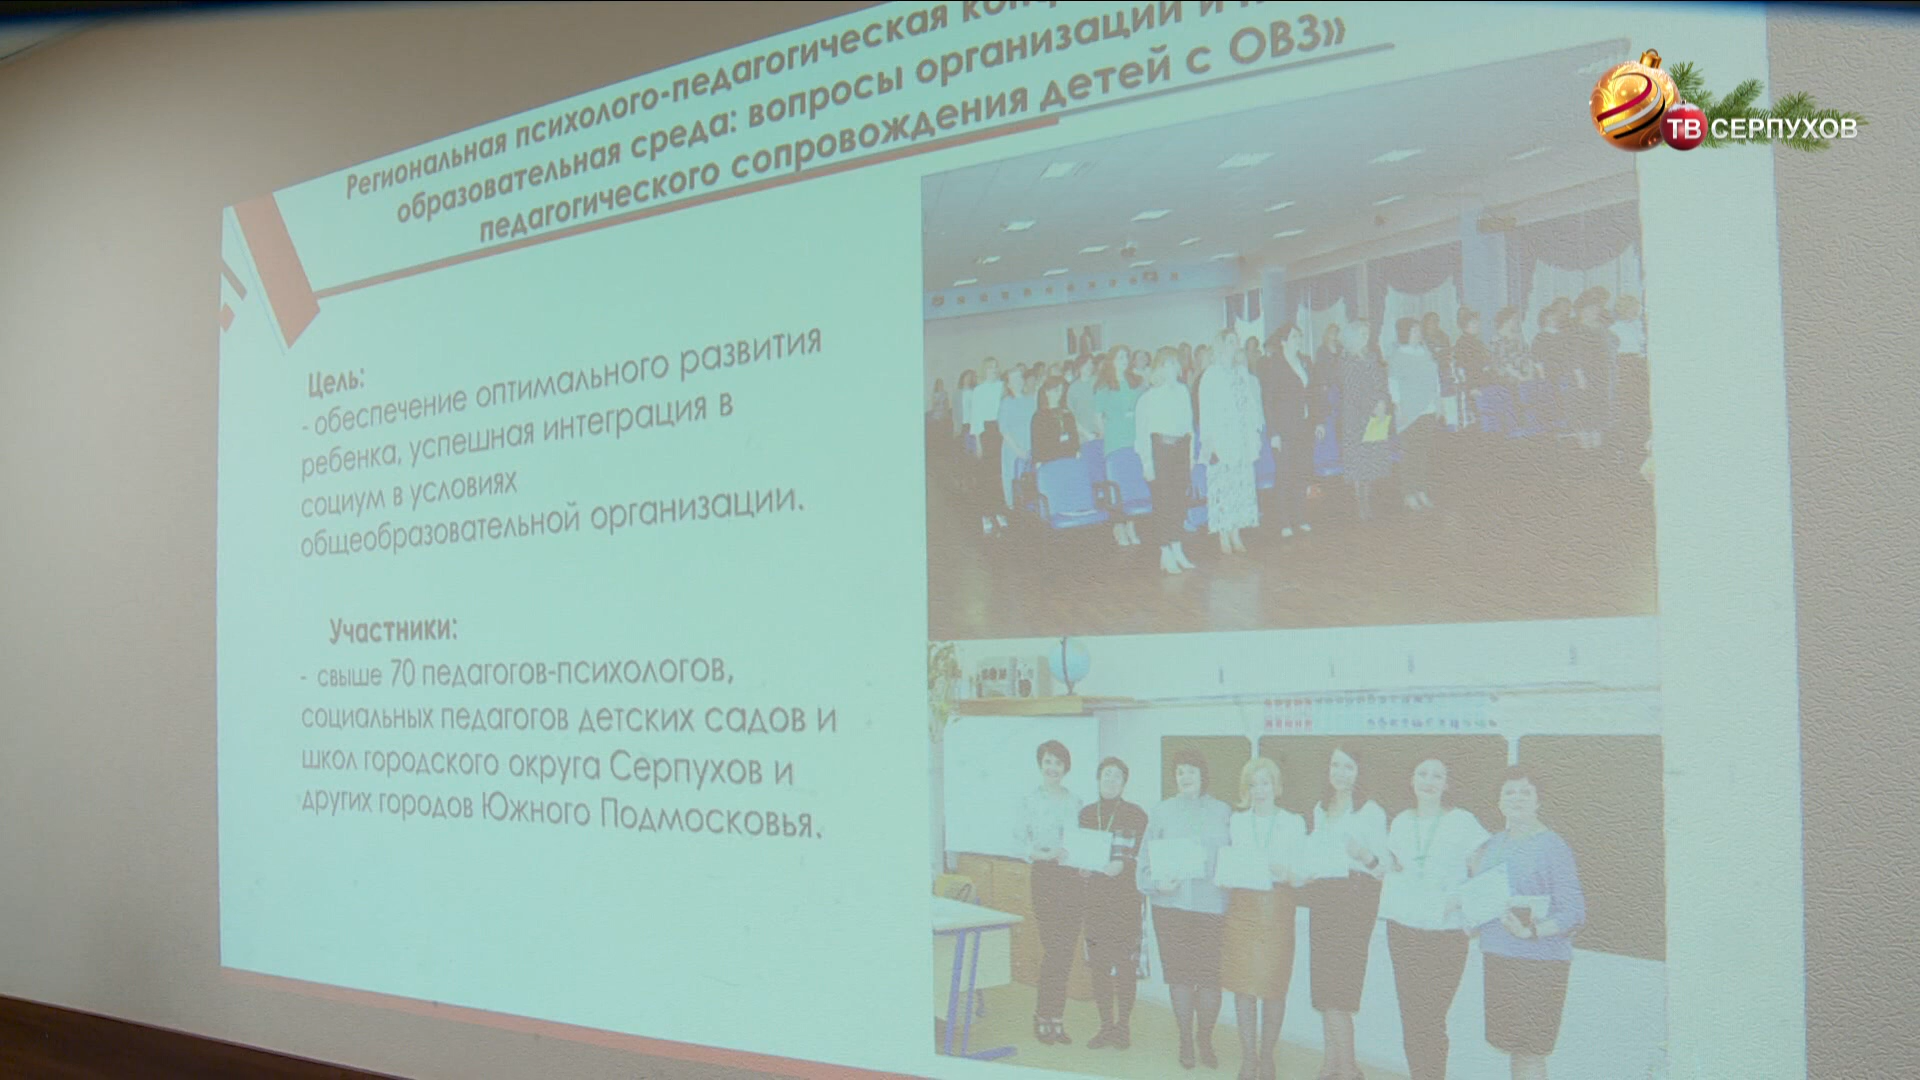 Региональная психолого-педагогическая
образовательная среда: вопросы организации и
педагогического сопровождения детей с ОВЗ»
ТВ СЕРПУХОВ
Цель:
- обеспечение оптимального развития
ребенка, успешная интеграция в
социум в условиях
общеобразовательной организации.
Участники:
- свыше 70 педагогов-психологов,
социальных педагогов детских садов и
школ городского округа Серпухов и
других городов Южного Подмосковья.